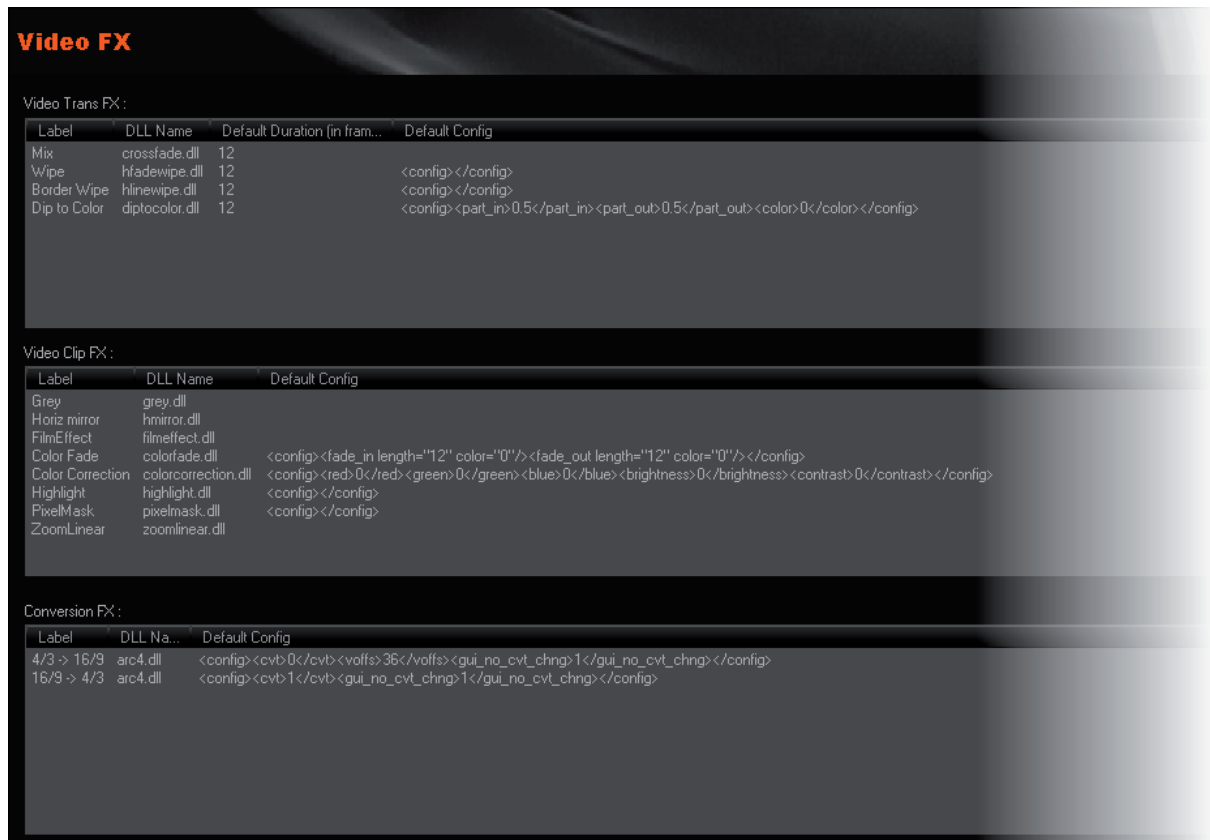 Video FX
Video Trans FX :
Label DLL Name Default Duration (in fram... Default Config
Mix crossfade.dll 12
Wipe hfadewipe.dll 12 <config></config>
Border Wipe hlinewipe.dll 12 <config></config>
Dip to Color diptocolor.dll 12 <config><part_in>0.5</part_in><part_out>0.5</part_out><color>0</color></config>
Video Clip FX :
Label DLL Name Default Config
Grey grey.dll
Horiz mirror hmirror.dll
FilmEffect filmeffect.dll
Color Fade colorfade.dll <config><fade_in length="12" color="0"/><fade_out length="12" color="0"/></config>
Color Correction colorcorrection.dll <config><red>0</red><green>0</green><blue>0</blue><brightness>0</brightness><contrast>0</contrast></config>
Highlight highlight.dll <config></config>
PixelMask pixelmask.dll <config></config>
ZoomLinear zoomlinear.dll
Conversion FX :
Label DLL Na... Default Config
4/3 -> 16/9 arc4.dll <config><cvt>0</cvt><voffs>36</voffs><gui_no_cvt_chng>1</gui_no_cvt_chng></config>
16/9 -> 4/3 arc4.dll <config><cvt>1</cvt><gui_no_cvt_chng>1</gui_no_cvt_chng></config>